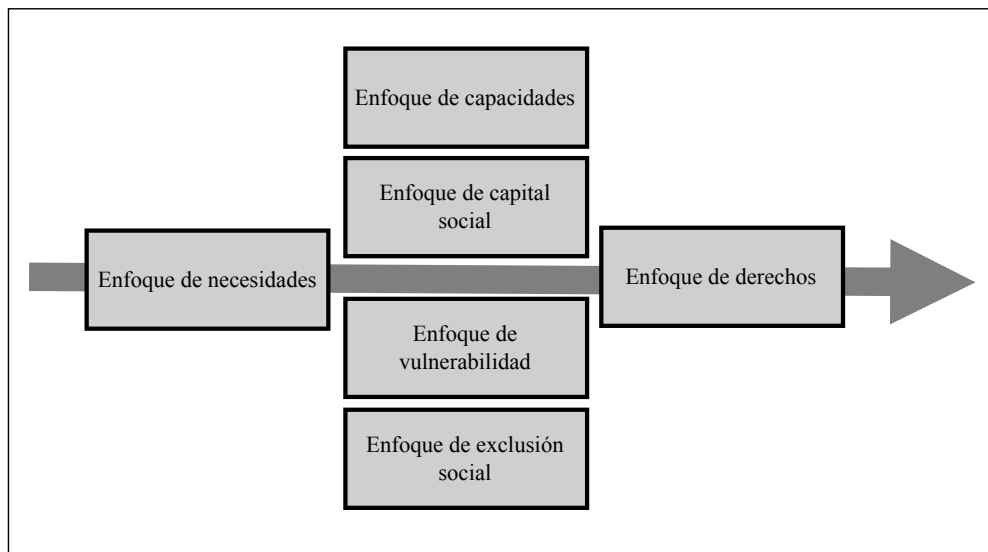 Enfoque de capacidades
Enfoque de capital
social
Enfoque de necesidades
Enfoque de derechos
Enfoque de
vulnerabilidad
Enfoque de exclusión
social